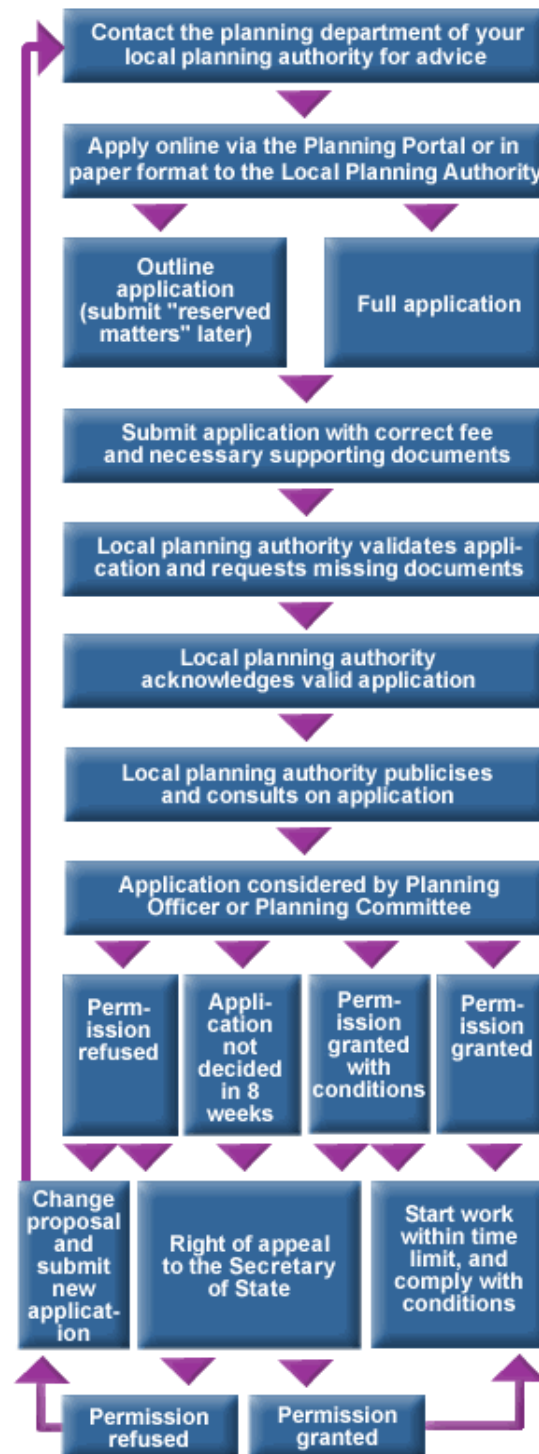 Contact the planning department of your
local planning authority for advice
Apply online via the Planning Portal or in
paper format to the Local Planning Authority
Outline
application
(submit "reserved
matters" later)
Full application
Submit application with correct fee
and necessary supporting documents
Local planning authority validates appli-
cation and requests missing documents
Local planning authority
acknowledges valid application
Local planning authority publicises
and consults on application
Application considered by Planning
Officer or Planning Committee
Perm-
ission
refused
Appli-
cation
not
decided
in 8
weeks
Perm-
ission
granted
with
conditions
Perm-
ission
granted
Change
proposal
and
submit
new
applicat-
ion
Right of appeal
to the Secretary
of State
Start work
within time
limit, and
comply with
conditions
Permission
refused
Permission
granted